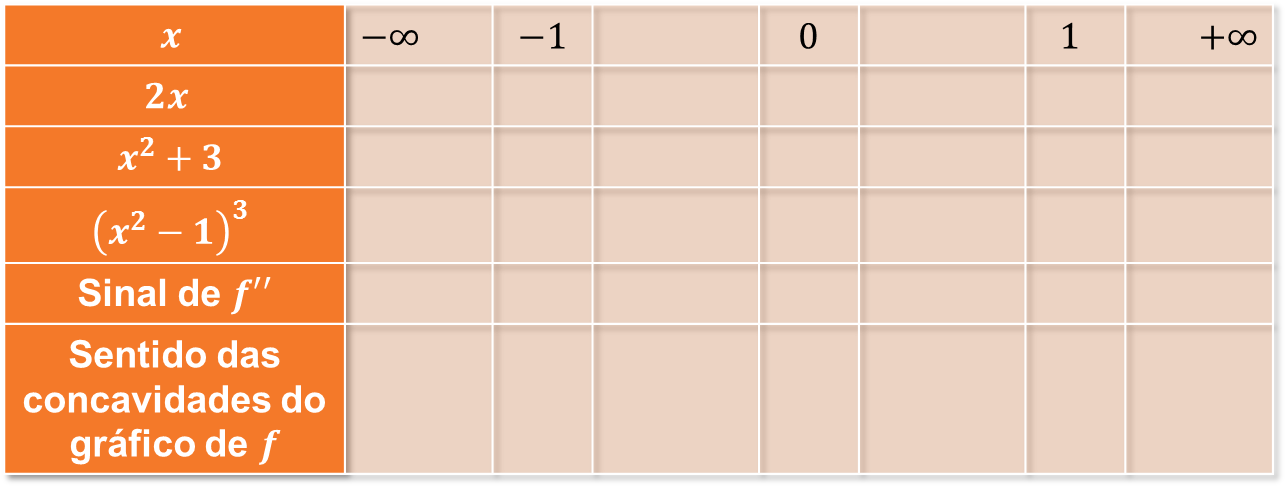 x −∞ −1 0 1 +∞
2x
x² + 3
(x² − 1)³
Sinal de f′′
Sentido das
concavidades do
gráfico de f